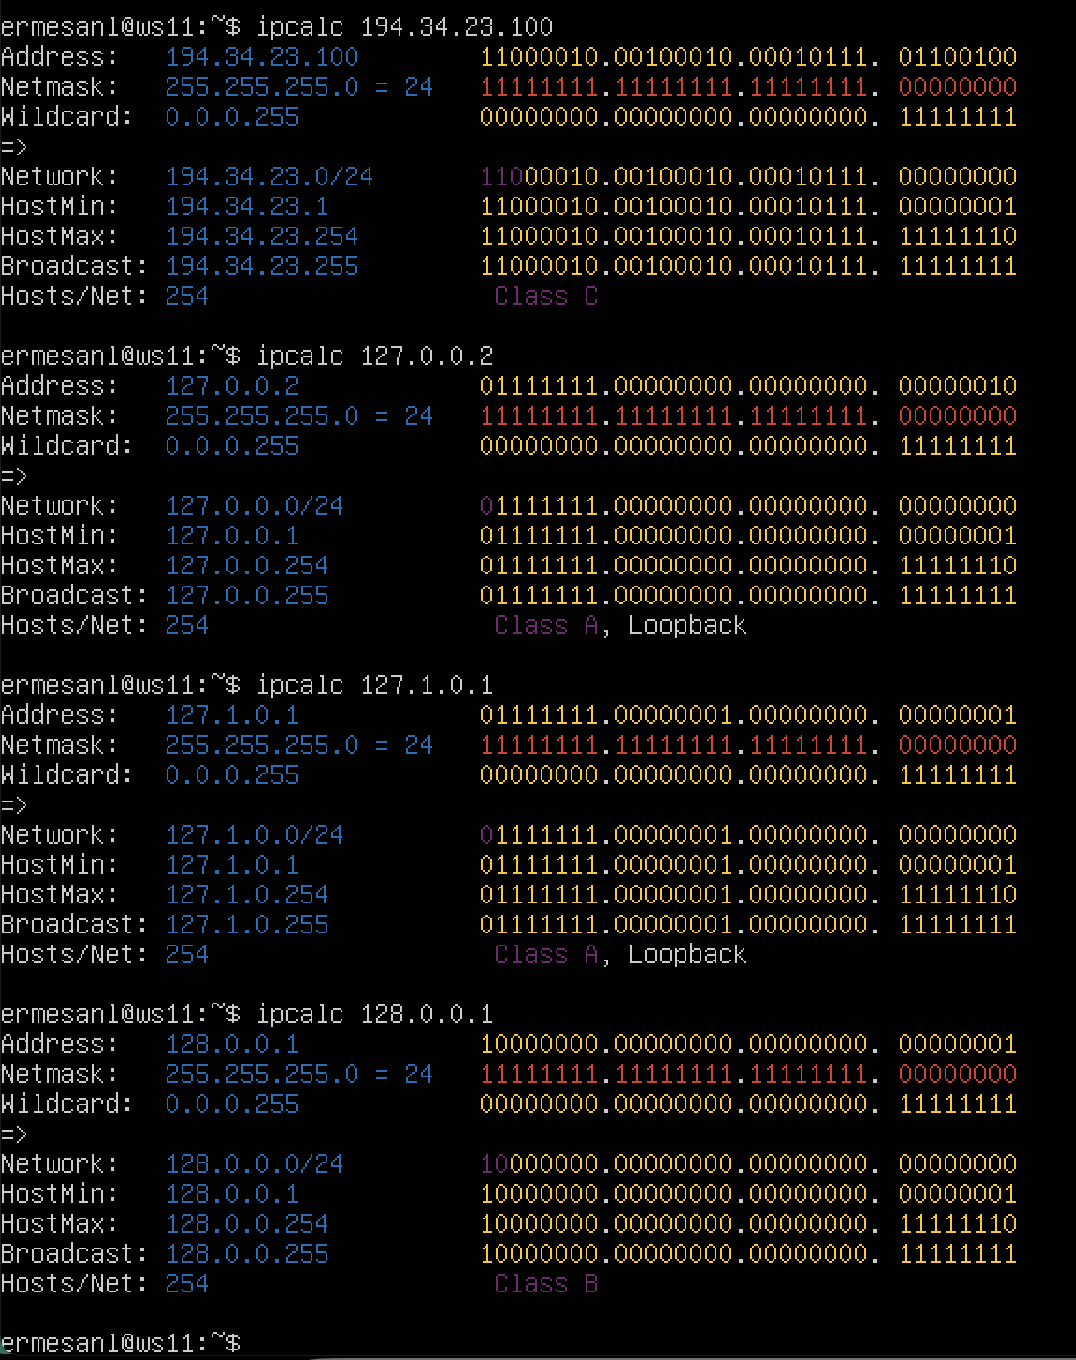 ermesanl@ws11:~$ ipcalc 194.34.23.100
Address:   194.34.23.100        11000010.00100010.00010111. 01100100
Netmask:   255.255.255.0 = 24   11111111.11111111.11111111. 00000000
Wildcard:  0.0.0.255            00000000.00000000.00000000. 11111111
=>
Network:   194.34.23.0/24       11000010.00100010.00010111. 00000000
HostMin:   194.34.23.1          11000010.00100010.00010111. 00000001
HostMax:   194.34.23.254        11000010.00100010.00010111. 11111110
Broadcast: 194.34.23.255        11000010.00100010.00010111. 11111111
Hosts/Net: 254                   Class C
ermesanl@ws11:~$ ipcalc 127.0.0.2
Address:   127.0.0.2            01111111.00000000.00000000. 00000010
Netmask:   255.255.255.0 = 24   11111111.11111111.11111111. 00000000
Wildcard:  0.0.0.255            00000000.00000000.00000000. 11111111
=>
Network:   127.0.0.0/24         01111111.00000000.00000000. 00000000
HostMin:   127.0.0.1            01111111.00000000.00000000. 00000001
HostMax:   127.0.0.254          01111111.00000000.00000000. 11111110
Broadcast: 127.0.0.255          01111111.00000000.00000000. 11111111
Hosts/Net: 254                   Class A, Loopback
ermesanl@ws11:~$ ipcalc 127.1.0.1
Address:   127.1.0.1            01111111.00000001.00000000. 00000001
Netmask:   255.255.255.0 = 24   11111111.11111111.11111111. 00000000
Wildcard:  0.0.0.255            00000000.00000000.00000000. 11111111
=>
Network:   127.1.0.0/24         01111111.00000001.00000000. 00000000
HostMin:   127.1.0.1            01111111.00000001.00000000. 00000001
HostMax:   127.1.0.254          01111111.00000001.00000000. 11111110
Broadcast: 127.1.0.255          01111111.00000001.00000000. 11111111
Hosts/Net: 254                   Class A, Loopback
ermesanl@ws11:~$ ipcalc 128.0.0.1
Address:   128.0.0.1            10000000.00000000.00000000. 00000001
Netmask:   255.255.255.0 = 24   11111111.11111111.11111111. 00000000
Wildcard:  0.0.0.255            00000000.00000000.00000000. 11111111
=>
Network:   128.0.0.0/24         10000000.00000000.00000000. 00000000
HostMin:   128.0.0.1            10000000.00000000.00000000. 00000001
HostMax:   128.0.0.254          10000000.00000000.00000000. 11111110
Broadcast: 128.0.0.255          10000000.00000000.00000000. 11111111
Hosts/Net: 254                   Class B
ermesanl@ws11:~$